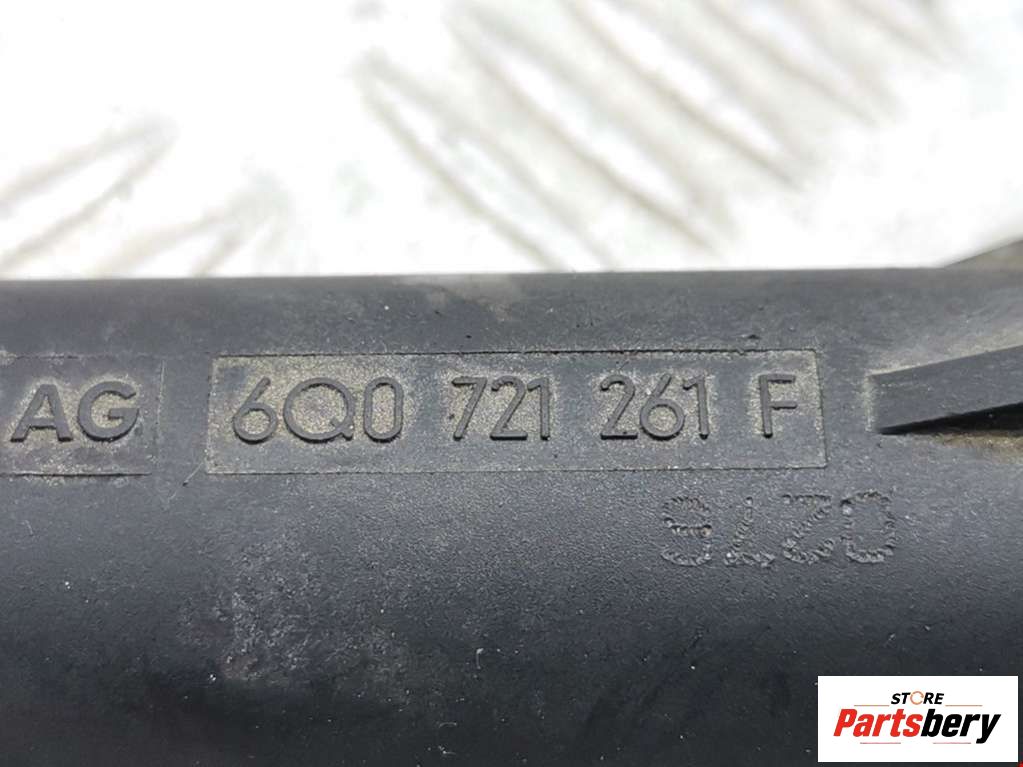 AG 6Q0 721 261 F
STORE
Partsbery